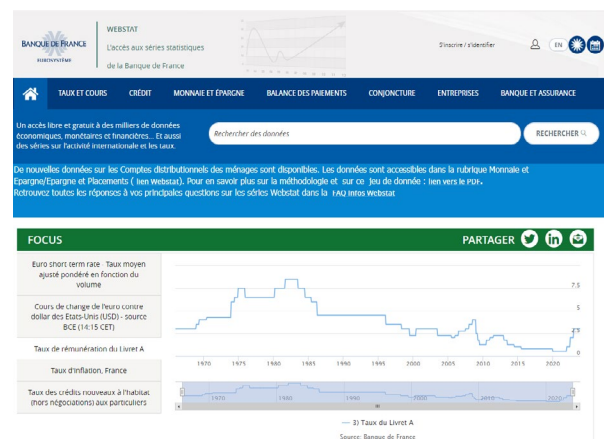 BANQUE DE FRANCE
EUROSYSTÈME
WEBSTAT
L'accès aux séries statistiques
de la Banque de France
S'inscrire / s'identifier
EN
TAUX ET COURS CRÉDIT MONNAIE ET ÉPARGNE BALANCE DES PAIEMENTS CONJONCTURE ENTREPRISES BANQUE ET ASSURANCE
Un accès libre et gratuit à des milliers de données
économiques, monétaires et financières... Et aussi
des séries sur l'activité internationale et les taux.
Rechercher des données
RECHERCHER
De nouvelles données sur les Comptes distributionnels des ménages sont disponibles. Les données sont accessibles dans la rubrique Monnaie et
Epargne/Epargne et Placements ( lien Webstat). Pour en savoir plus sur la méthodologie et sur ce jeu de donnée : lien vers le PDF.
Retrouvez toutes les réponses à vos principales questions sur les séries Webstat dans la FAQ Infos Webstat
FOCUS
PARTAGER
Euro short-term rate - Taux moyen
ajusté pondéré en fonction du
volume
Cours de change de l'euro contre
dollar des Etats-Unis (USD) - source
BCE (14:15 CET)
Taux de rémunération du Livret A
Taux d'inflation, France
Taux des crédits nouveaux à l'habitat
(hors négociations) aux particuliers
7,5
5
2,5
0
1970 1975 1980 1985 1990 1995 2000 2005 2010 2015 2020
1970 1980 1990 2000 2010 2020
3) Taux du Livret A
Source: Banque de France